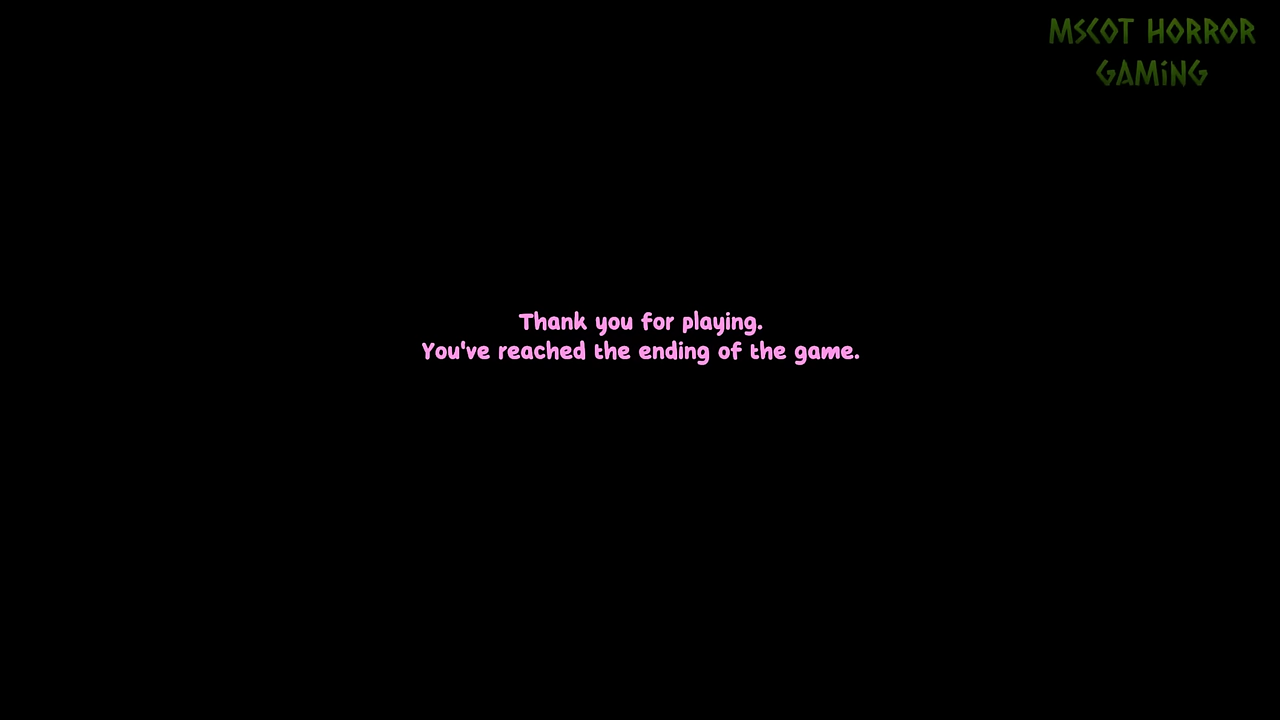 MSCOT HORROR
GAMING
Thank you for playing.
You've reached the ending of the game.